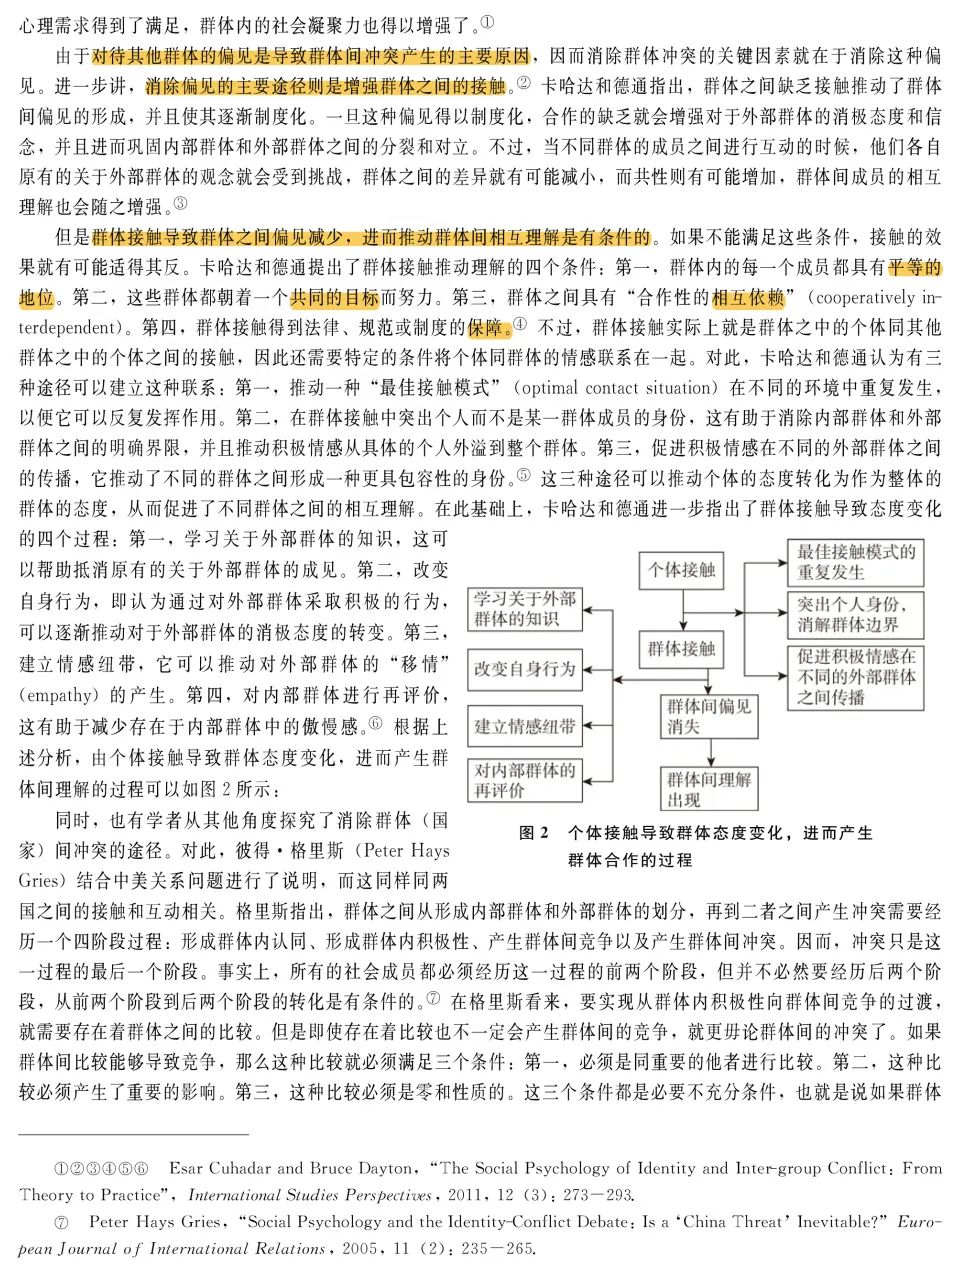 心理需求得到了满足，群体内的社会凝聚力也得以增强了。①
由于对待其他群体的偏见是导致群体间冲突产生的主要原因，因而消除群体冲突的关键因素就在于消除这种偏
见。进一步讲，消除偏见的主要途径则是增强群体之间的接触。② 卡哈达和德通指出，群体之间缺乏接触推动了群体
间偏见的形成，并且使其逐渐制度化。一旦这种偏见得以制度化，合作的缺乏就会增强对于外部群体的消极态度和信
念，并且进而巩固内部群体和外部群体之间的分裂和对立。不过，当不同群体的成员之间进行互动的时候，他们各自
原有的关于外部群体的观念就会受到挑战，群体之间的差异就有可能减小，而共性则有可能增加，群体间成员的相互
理解也会随之增强。③
但是群体接触导致群体之间偏见减少，进而推动群体间相互理解是有条件的。如果不能满足这些条件，接触的效
果就有可能适得其反。卡哈达和德通提出了群体接触推动理解的四个条件：第一，群体内的每一个成员都具有平等的
地位。第二，这些群体都朝着一个共同的目标而努力。第三，群体之间具有“合作性的相互依赖”（cooperatively in-
terdependent）。第四，群体接触得到法律、规范或制度的保障。④ 不过，群体接触实际上就是群体之中的个体同其他
群体之中的个体之间的接触，因此还需要特定的条件将个体同群体的情感联系在一起。对此，卡哈达和德通认为有三
种途径可以建立这种联系：第一，推动一种“最佳接触模式”（optimal contact situation）在不同的环境中重复发生，
以便它可以反复发挥作用。第二，在群体接触中突出个人而不是某一群体成员的身份，这有助于消除内部群体和外部
群体之间的明确界限，并且推动积极情感从具体的个人外溢到整个群体。第三，促进积极情感在不同的外部群体之间
的传播，它推动了不同的群体之间形成一种更具包容性的身份。⑤ 这三种途径可以推动个体的态度转化为作为整体的
群体的态度，从而促进了不同群体之间的相互理解。在此基础上，卡哈达和德通进一步指出了群体接触导致态度变化
的四个过程：第一，学习关于外部群体的知识，这可
以帮助抵消原有的关于外部群体的成见。第二，改变
自身行为，即认为通过对外部群体采取积极的行为，
可以逐渐推动对于外部群体的消极态度的转变。第三，
建立情感纽带，它可以推动对外部群体的“移情”
（empathy）的产生。第四，对内部群体进行再评价，
这有助于减少存在于内部群体中的傲慢感。⑥ 根据上
述分析，由个体接触导致群体态度变化，进而产生群
体间理解的过程可以如图 2 所示：
个体接触
群体接触
群体间偏见
消失
群体间理解
出现
学习关于外部
群体的知识
改变自身行为
建立情感纽带
对内部群体的
再评价
最佳接触模式的
重复发生
突出个人身份，
消解群体边界
促进积极情感在
不同的外部群体
之间传播
图 2 个体接触导致群体态度变化，进而产生
群体合作的过程
同时，也有学者从其他角度探究了消除群体（国
家）间冲突的途径。对此，彼得·格里斯（Peter Hays
Gries）结合中美关系问题进行了说明，而这同样同两
国之间的接触和互动相关。格里斯指出，群体之间从形成内部群体和外部群体的划分，再到二者之间产生冲突需要经
历一个四阶段过程：形成群体内认同、形成群体内积极性、产生群体间竞争以及产生群体间冲突。因而，冲突只是这
一过程的最后一个阶段。事实上，所有的社会成员都必须经历这一过程的前两个阶段，但并不必然要经历后两个阶
段，从前两个阶段到后两个阶段的转化是有条件的。⑦ 在格里斯看来，要实现从群体内积极性向群体间竞争的过渡，
就需要存在着群体之间的比较。但是即使存在着比较也不一定会产生群体间的竞争，就更毋论群体间的冲突了。如果
群体间比较能够导致竞争，那么这种比较就必须满足三个条件：第一，必须是同重要的他者进行比较。第二，这种比
较必须产生了重要的影响。第三，这种比较必须是零和性质的。这三个条件都是必要不充分条件，也就是说如果群体
①②③④⑤⑥ Esar Cuhadar and Bruce Dayton, “The Social Psychology of Identity and Inter-group Conflict: From
Theory to Practice”, International Studies Perspectives, 2011, 12 (3): 273-293.
⑦ Peter Hays Gries, “Social Psychology and the Identity-Conflict Debate: Is a ‘China Threat’ Inevitable?” Euro-
pean Journal of International Relations, 2005, 11 (2): 235-265.